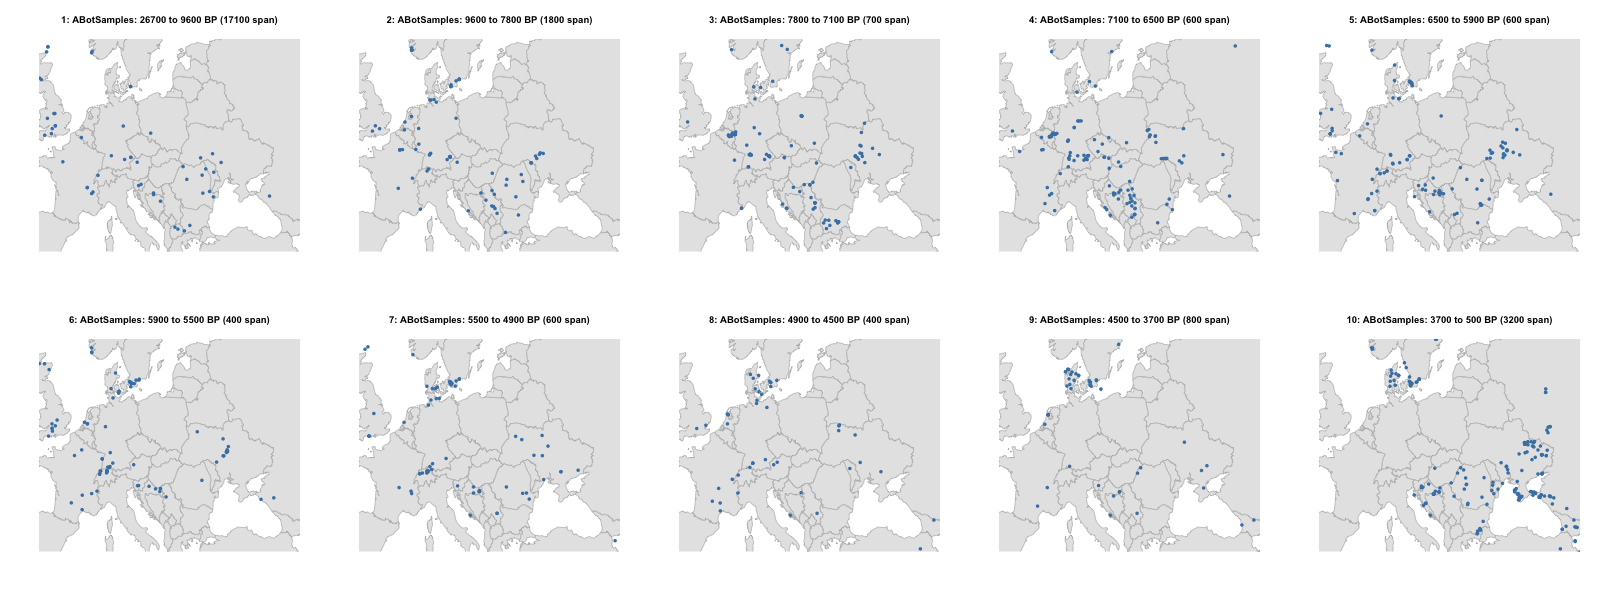 1: ABotSamples: 26700 to 9600 BP (17100 span)
2: ABotSamples: 9600 to 7800 BP (1800 span)
3: ABotSamples: 7800 to 7100 BP (700 span)
4: ABotSamples: 7100 to 6500 BP (600 span)
5: ABotSamples: 6500 to 5900 BP (600 span)
6: ABotSamples: 5900 to 5500 BP (400 span)
7: ABotSamples: 5500 to 4900 BP (600 span)
8: ABotSamples: 4900 to 4500 BP (400 span)
9: ABotSamples: 4500 to 3700 BP (800 span)
10: ABotSamples: 3700 to 500 BP (3200 span)